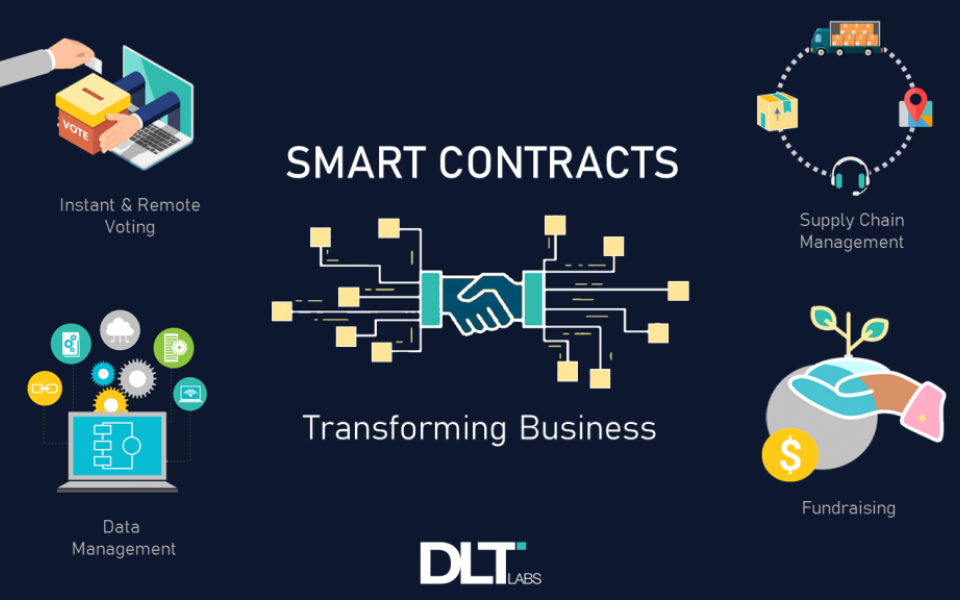 SMART CONTRACTS
VOTE
Instant & Remote
Voting
Supply Chain
Management
Transforming Business
$
Data
Management
Fundraising
DLT LABS